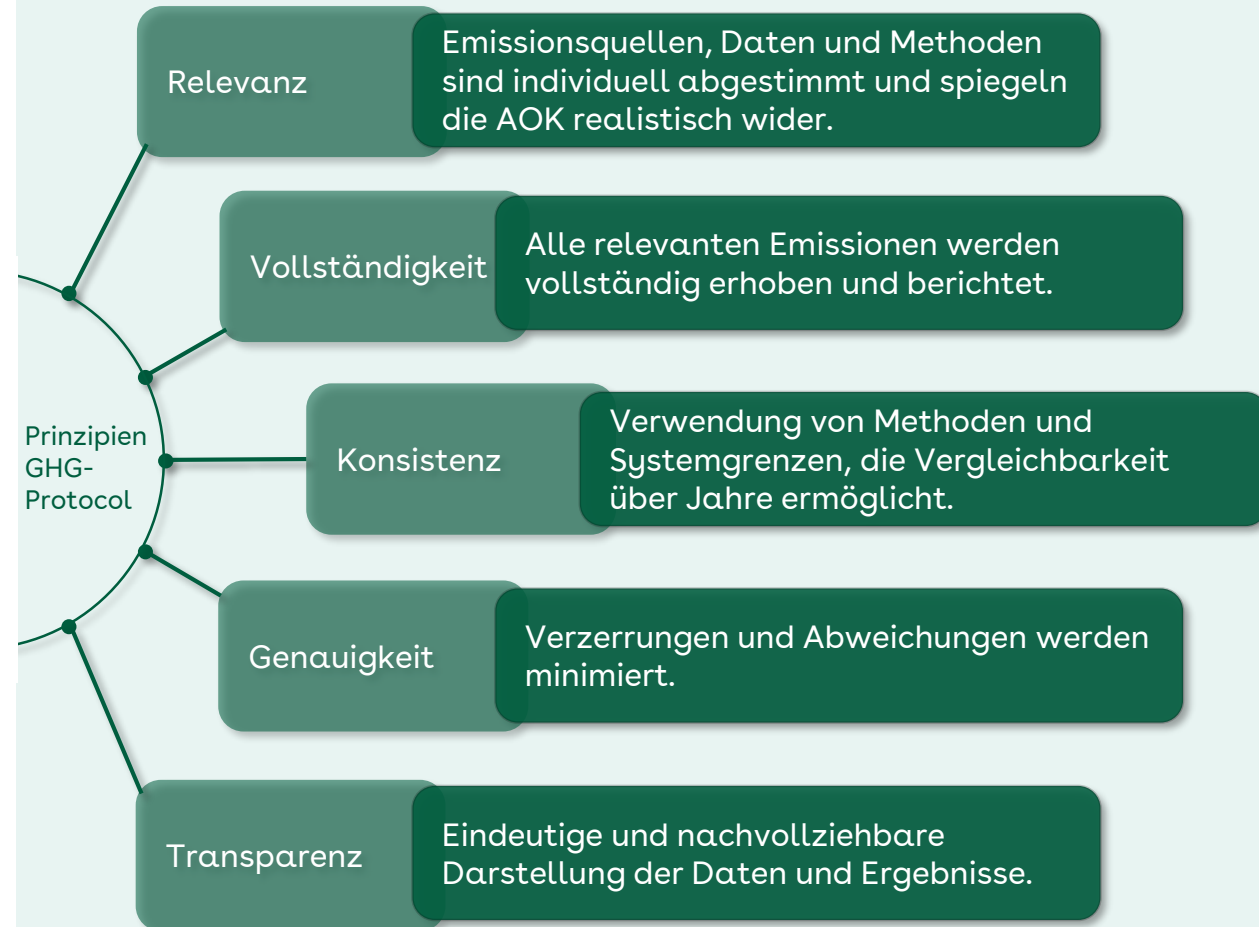 Relevanz
Emissionsquellen, Daten und Methoden
sind individuell abgestimmt und spiegeln
die AOK realistisch wider.
Vollständigkeit
Alle relevanten Emissionen werden
vollständig erhoben und berichtet.
Prinzipien
GHG-
Protocol
Konsistenz
Verwendung von Methoden und
Systemgrenzen, die Vergleichbarkeit
über Jahre ermöglicht.
Genauigkeit
Verzerrungen und Abweichungen werden
minimiert.
Transparenz
Eindeutige und nachvollziehbare
Darstellung der Daten und Ergebnisse.